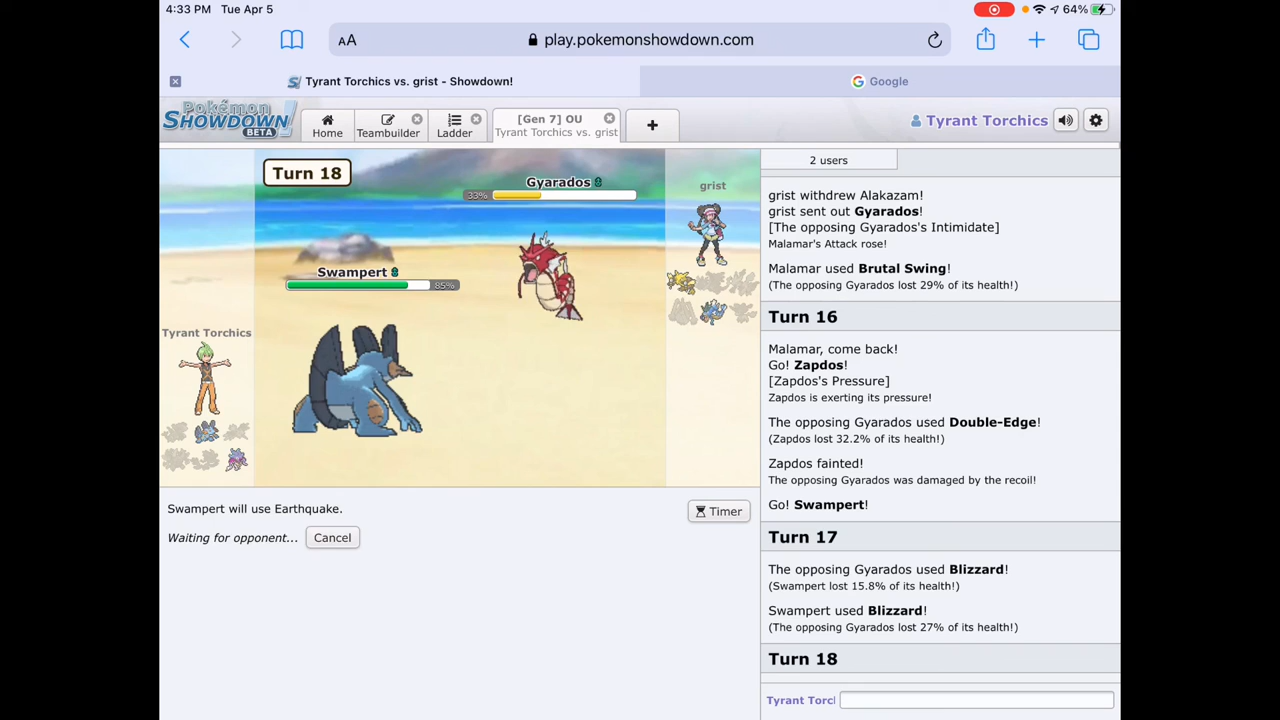 4:33 PM Tue Apr 5
64%
AA play.pokemonshowdown.com
Tyrant Torchics vs. grist - Showdown!
Google
Pokémon
SHOWDOWN!
BETA
Home
Teambuilder
Ladder
[Gen 7] OU
Tyrant Torchics vs. grist
Tyrant Torchics
2 users
Turn 18
Gyarados
33%
grist
Swampert
85%
Tyrant Torchics
Swampert will use Earthquake.
Timer
Waiting for opponent...
Cancel
grist withdrew Alakazam!
grist sent out Gyarados!
[The opposing Gyarados's Intimidate]
Malamar's Attack rose!
Malamar used Brutal Swing!
(The opposing Gyarados lost 29% of its health!)
Turn 16
Malamar, come back!
Go! Zapdos!
[Zapdos's Pressure]
Zapdos is exerting its pressure!
The opposing Gyarados used Double-Edge!
(Zapdos lost 32.2% of its health!)
Zapdos fainted!
The opposing Gyarados was damaged by the recoil!
Go! Swampert!
Turn 17
The opposing Gyarados used Blizzard!
(Swampert lost 15.8% of its health!)
Swampert used Blizzard!
(The opposing Gyarados lost 27% of its health!)
Turn 18
Tyrant Torc